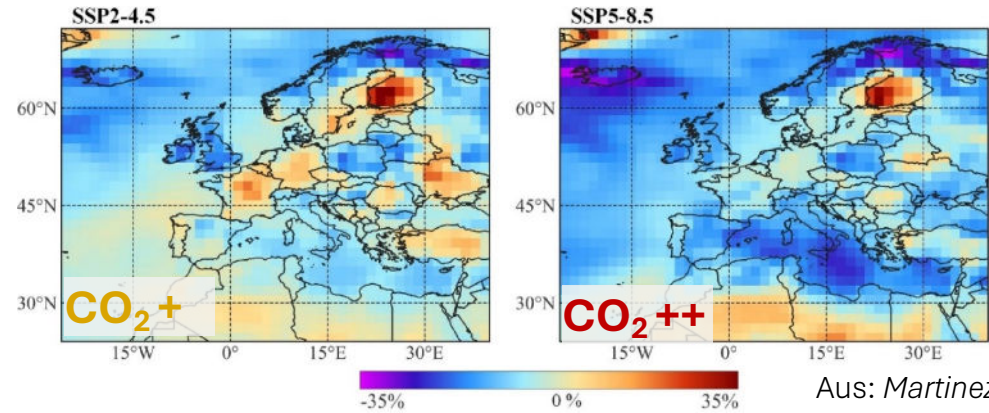 SSP2-4.5
SSP5-8.5
60°N
45°N
30°N
CO₂ +
15°W 0° 15°E 30°E
60°N
45°N
30°N
CO₂ ++
15°W 0° 15°E 30°E
-35% 0 % 35%
Aus: Martinez